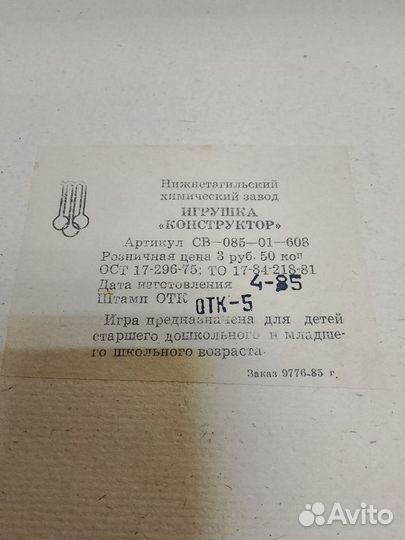 Нижнетагильский
химический завод
ИГРУШКА
«КОНСТРУКТОР»
Артикул СВ—085—01—608
Розничная цена 3 руб. 50 коп
ОСТ 17-296-75; ТО 17-84-218-81
Дата изготовления 4-85
Штамп ОТК ОТК-5
Игра предназначена для детей
старшего дошкольного и младше-
го школьного возраста.
Заказ 9776-85 г.
Avito